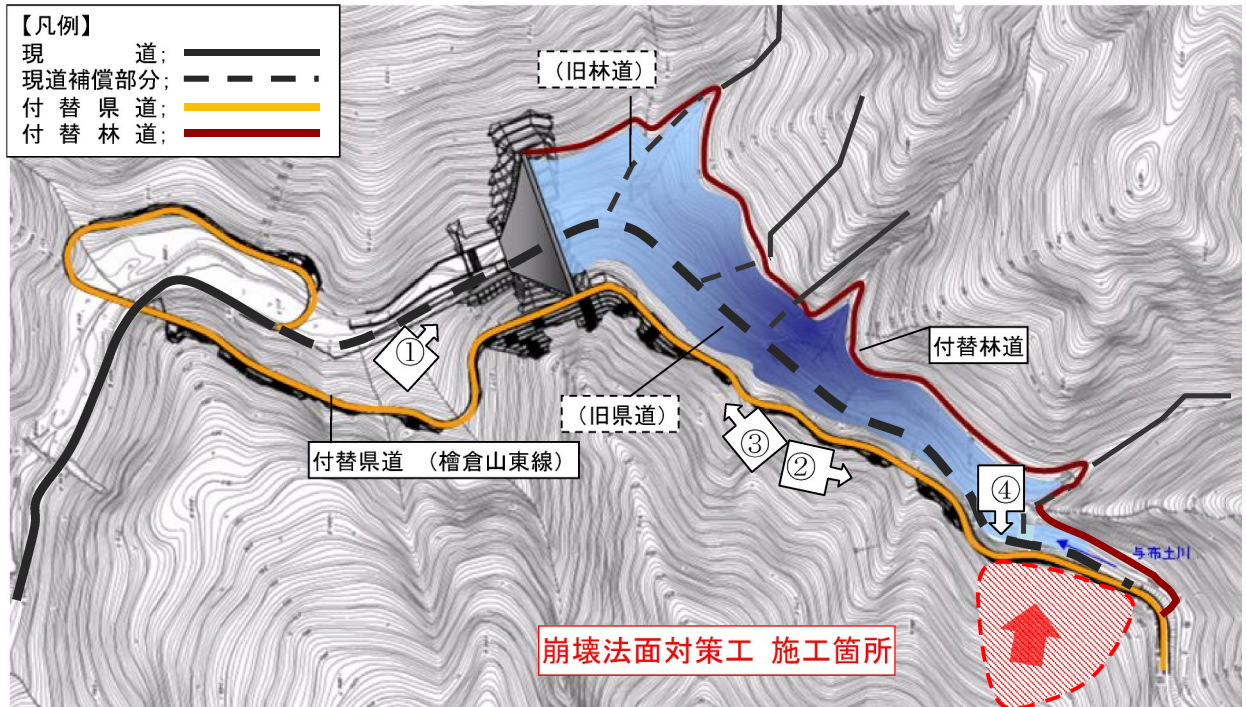 【凡例】
現　　　道;
現道補償部分;
付 替 県 道;
付 替 林 道;
（旧林道）
①
付替林道
（旧県道）
③
②
付替県道 （檜倉山東線）
④
与布土川
崩壊法面対策工 施工箇所